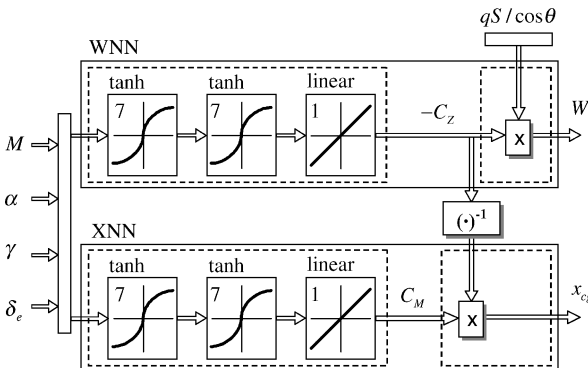 qS/cosθ
WNN
tanh tanh linear
7 7 1
−C_Z
x
W
M
α
γ
δ_e
(·)⁻¹
XNN
tanh tanh linear
7 7 1
C_M
x